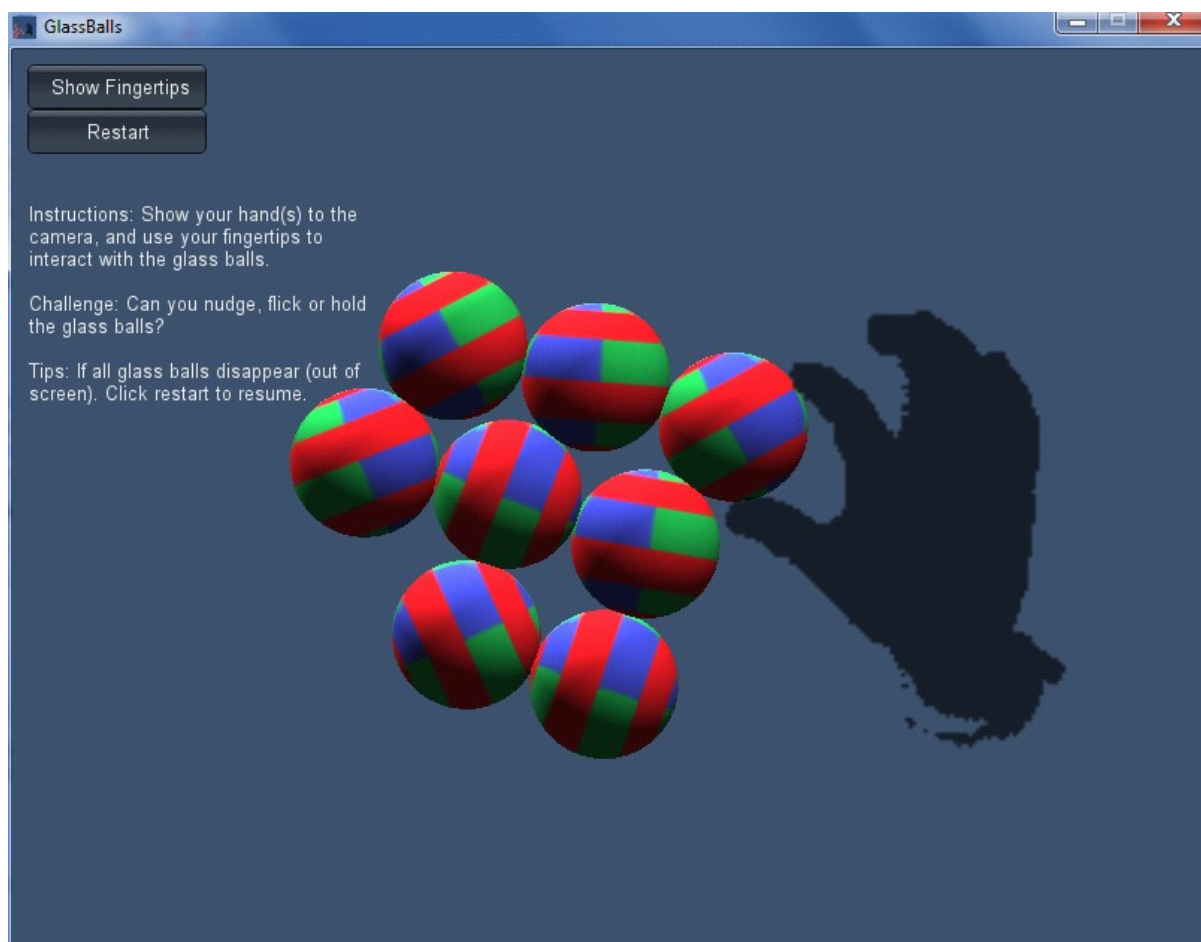 GlassBalls
Show Fingertips
Restart
Instructions: Show your hand(s) to the
camera, and use your fingertips to
interact with the glass balls.
Challenge: Can you nudge, flick or hold
the glass balls?
Tips: If all glass balls disappear (out of
screen). Click restart to resume.